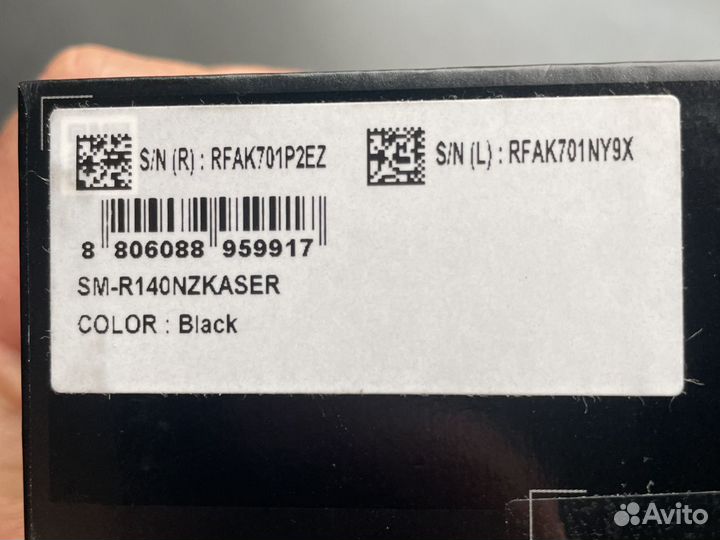 S/N (R) : RFAK701P2EZ S/N (L) : RFAK701NY9X
8 806088 959917
SM-R140NZKASER
COLOR : Black
Avito